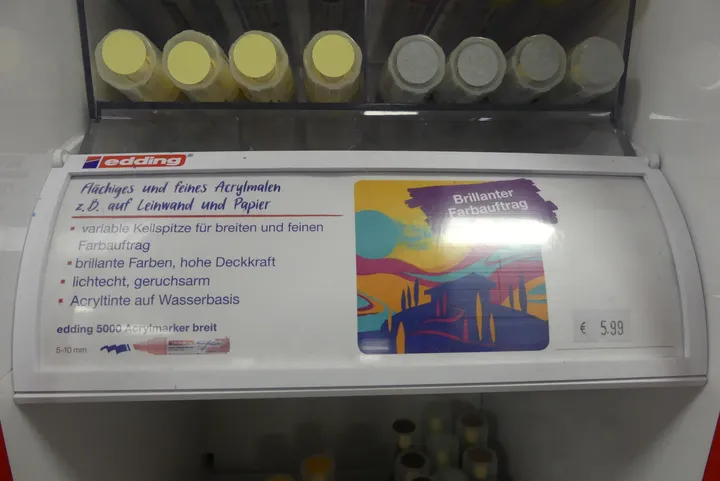 edding
Flächiges und feines Acrylmalen
z.B. auf Leinwand und Papier
variable Keilspitze für breiten und feinen
Farbauftrag
brillante Farben, hohe Deckkraft
lichtecht, geruchsarm
Acryltinte auf Wasserbasis
edding 5000 Acrylmarker breit
5-10 mm
edding
Brillanter
Farbauftrag
€ 5.99